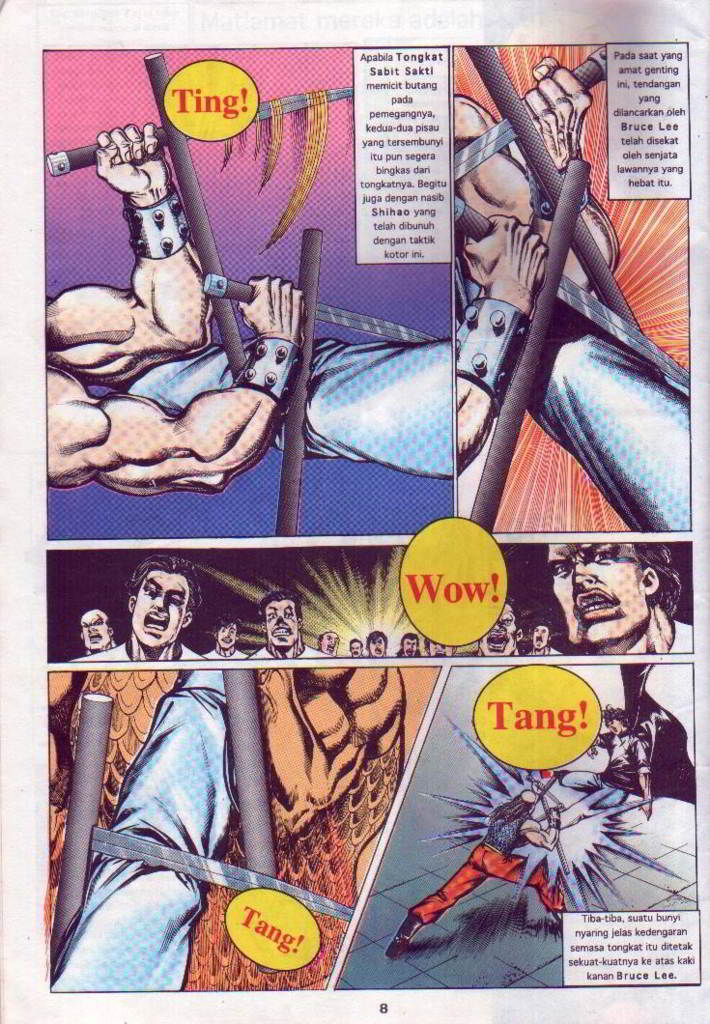 Ting!
Apabila Tongkat
Sabit Sakti
memicit butang
pada
pemegangnya,
kedua-dua pisau
yang tersembunyi
itu pun segera
bingkas dari
tongkatnya. Begitu
juga dengan nasib
Shihao yang
telah dibunuh
dengan taktik
kotor ini.
Pada saat yang
amat genting
ini, tendangan
yang
dilancarkan oleh
Bruce Lee
telah disekat
oleh senjata
lawannya yang
hebat itu.
Wow!
Tang!
Tang!
Tiba-tiba, suatu bunyi
nyaring jelas kedengaran
semasa tongkat itu ditetak
sekuat-kuatnya ke atas kaki
kanan Bruce Lee.
8